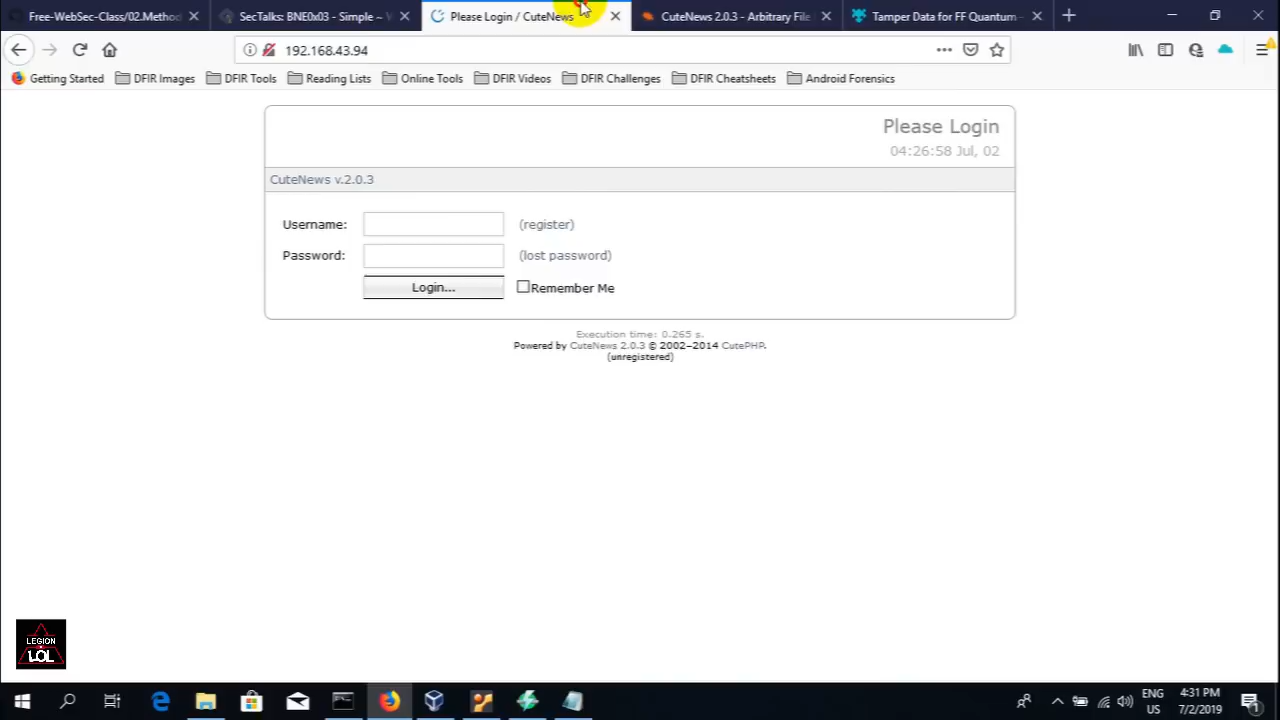 Free-WebSec-Class/02.Method
SecTalks: BNE0x03 - Simple ~ V
Please Login / CuteNews
CuteNews 2.0.3 - Arbitrary File
Tamper Data for FF Quantum
192.168.43.94
Getting Started
DFIR Images
DFIR Tools
Reading Lists
Online Tools
DFIR Videos
DFIR Challenges
DFIR Cheatsheets
Android Forensics
Please Login
04:26:58 Jul, 02
CuteNews v.2.0.3
Username:
(register)
Password:
(lost password)
Login...
Remember Me
Execution time: 0.265 s.
Powered by CuteNews 2.0.3 © 2002–2014 CutePHP.
(unregistered)
LEGION
LOL
ENG
US
4:31 PM
7/2/2019
1